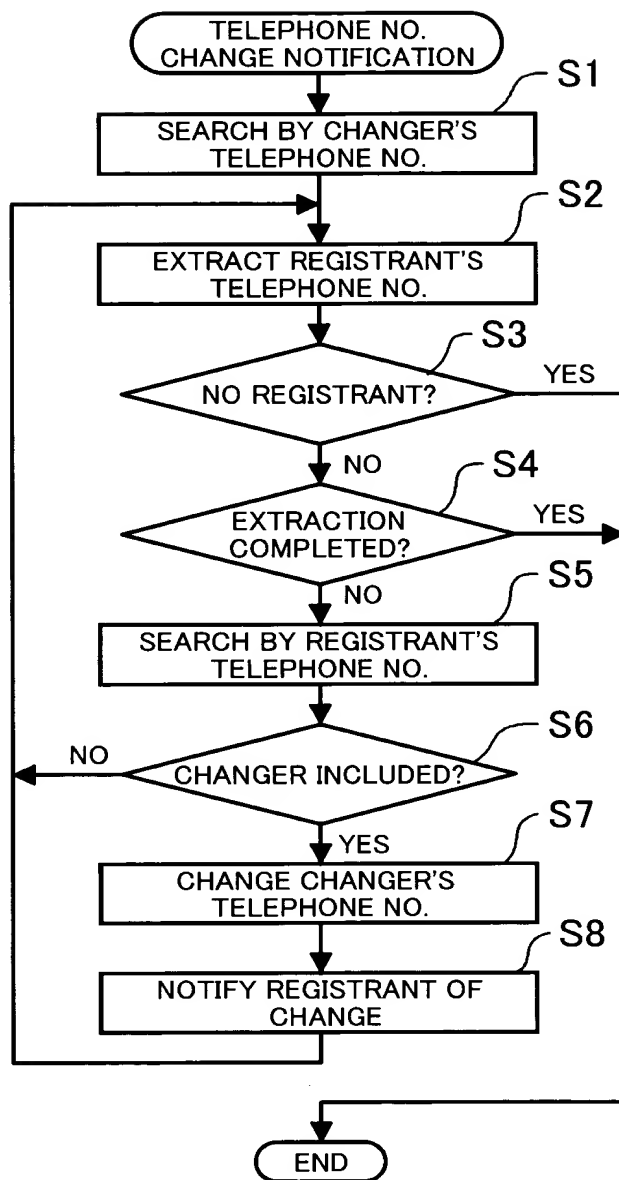 TELEPHONE NO.
CHANGE NOTIFICATION
S1
SEARCH BY CHANGER'S
TELEPHONE NO.
S2
EXTRACT REGISTRANT'S
TELEPHONE NO.
S3
NO REGISTRANT?
YES
NO
S4
EXTRACTION
COMPLETED?
YES
NO
S5
SEARCH BY REGISTRANT'S
TELEPHONE NO.
S6
NO
CHANGER INCLUDED?
YES
S7
CHANGE CHANGER'S
TELEPHONE NO.
S8
NOTIFY REGISTRANT OF
CHANGE
END